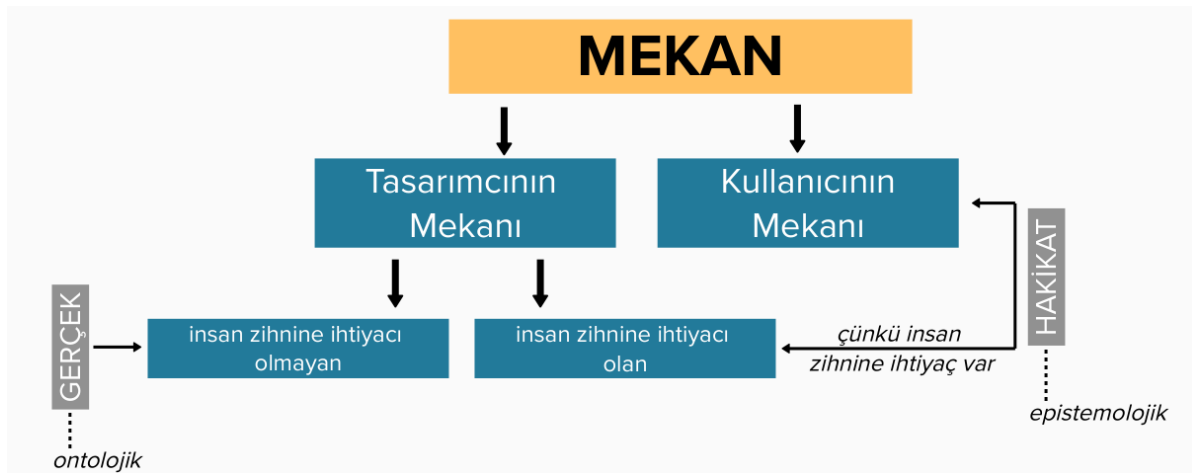 MEKAN
Tasarımcının
Mekanı
Kullanıcının
Mekanı
GERÇEK
insan zihnine ihtiyacı
olmayan
insan zihnine ihtiyacı
olan
çünkü insan
zihnine ihtiyaç var
HAKİKAT
ontolojik
epistemolojik